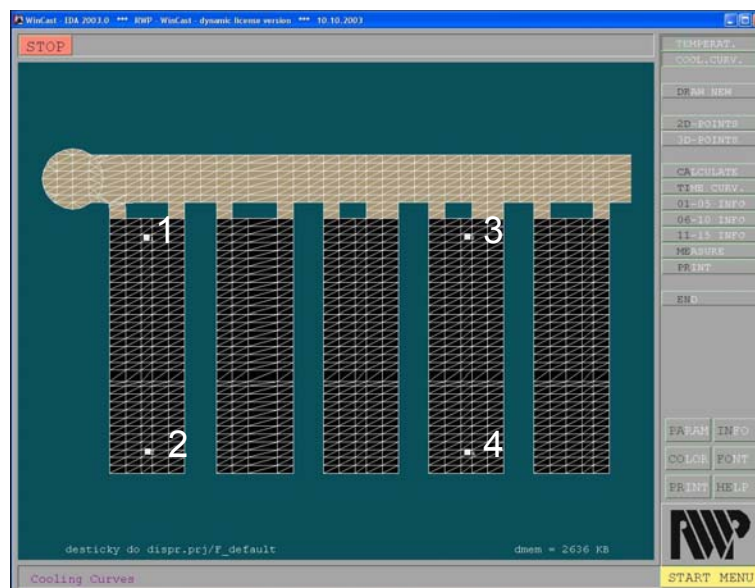 WinCast - IDA 2003.0 *** RWP - WinCast - dynamic license version *** 10.10.2003
STOP
TEMPERAT.
COOL.CURV.
DRAW NEW
2D-POINTS
3D-POINTS
CALCULATE
TIME CURV.
01-05 INFO
06-10 INFO
11-15 INFO
MEASURE
PRINT
END
1
3
2
4
PARAM INFO
COLOR FONT
PRINT HELP
RWP
desticky do dispr.prj/F_default
dmem = 2636 KB
Cooling Curves
START MENU